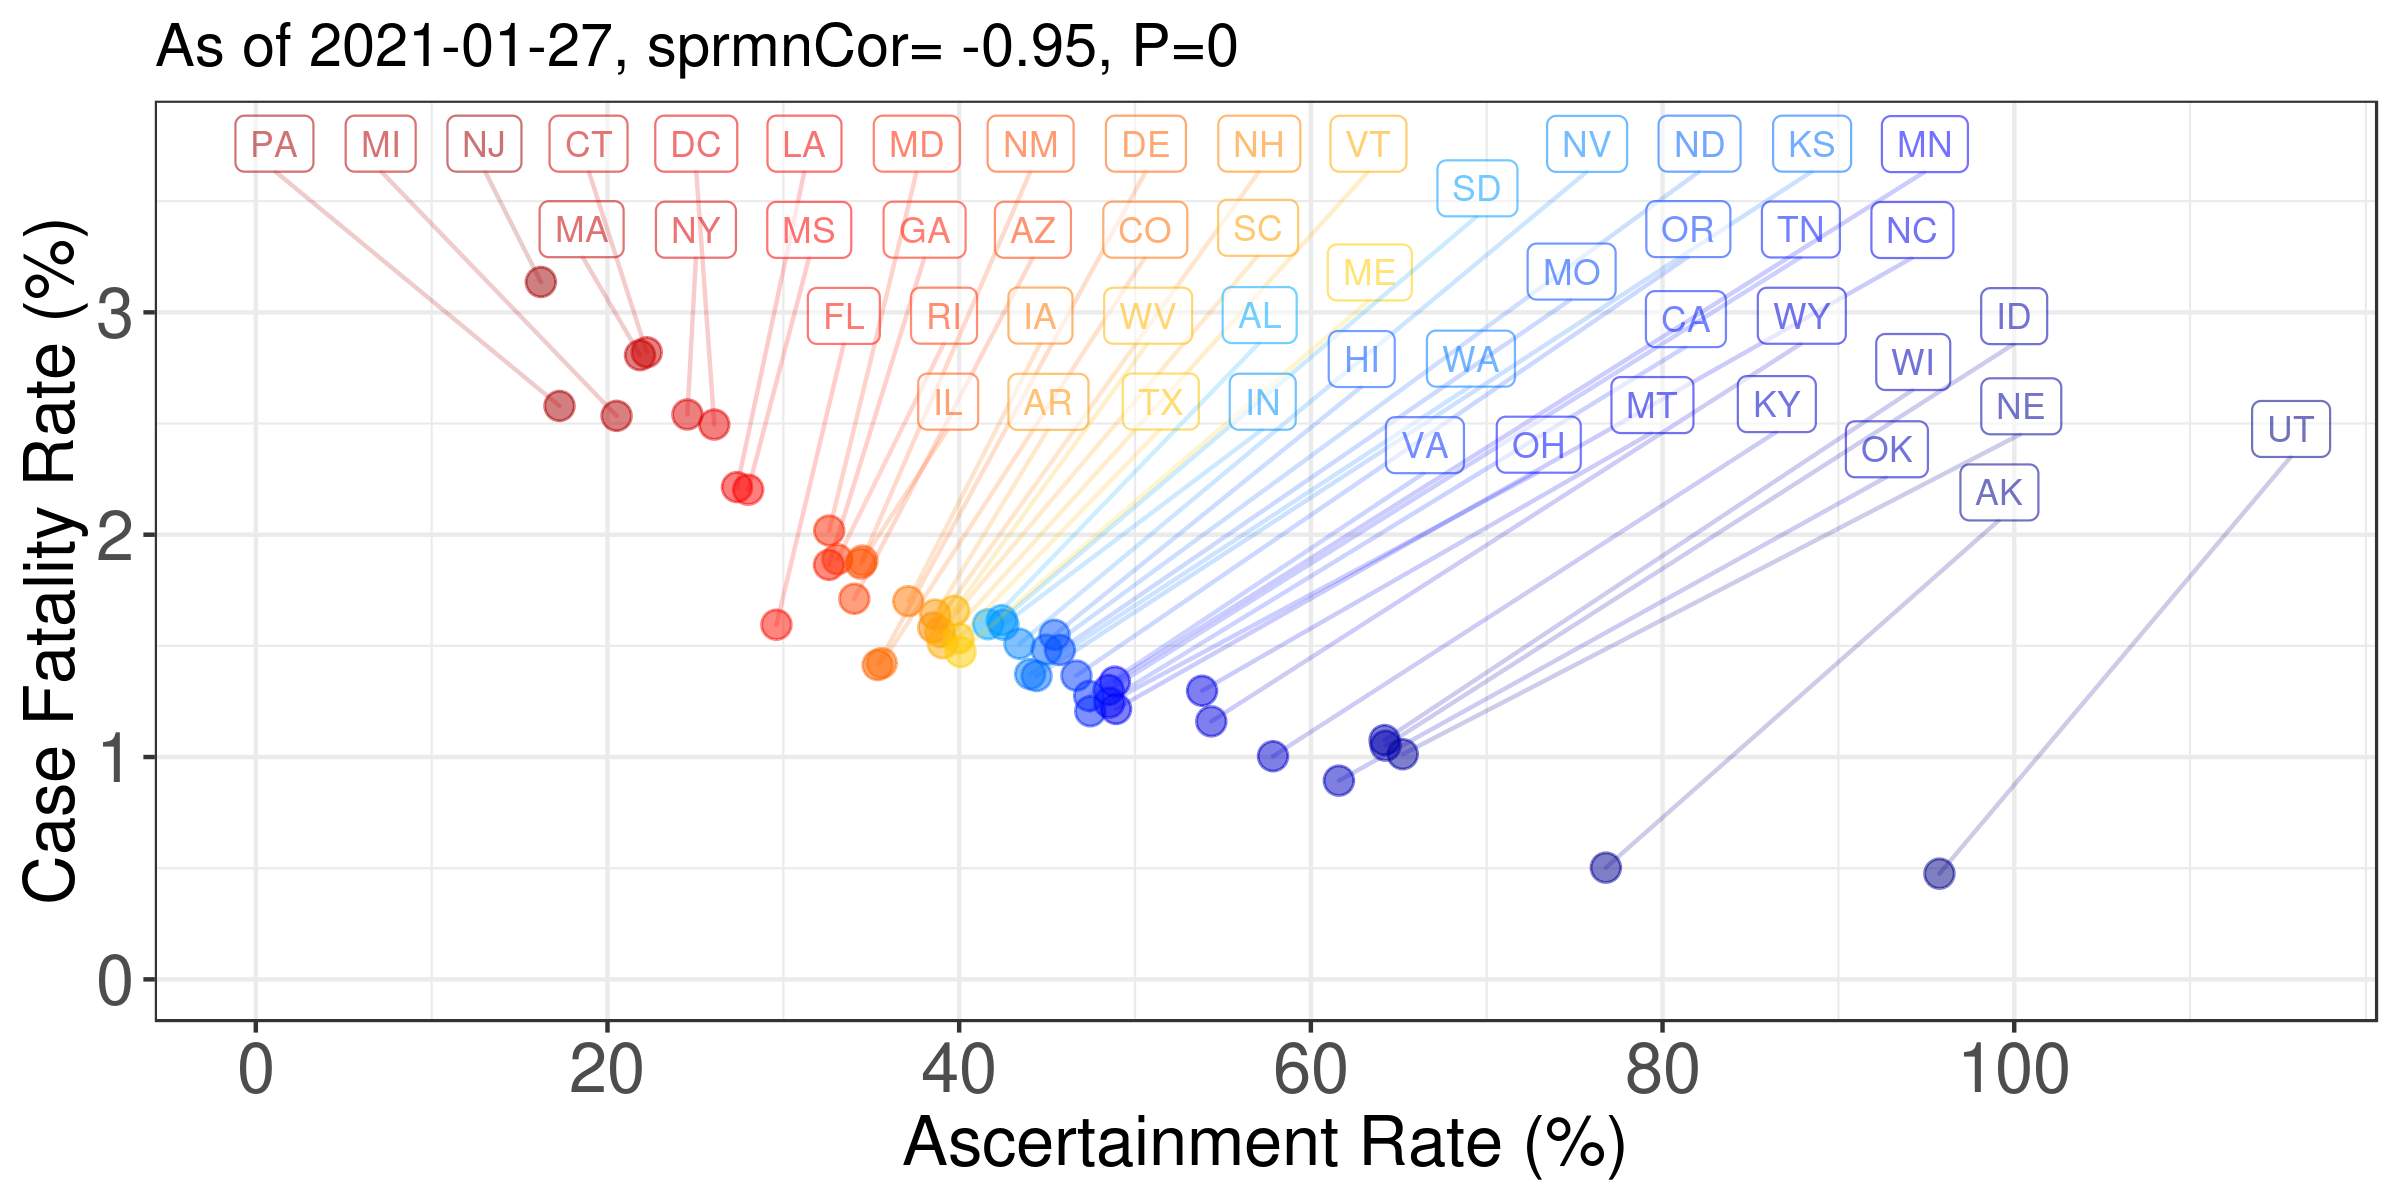 As of 2021-01-27, sprmnCor= -0.95, P=0
PA MI NJ CT DC LA MD NM DE NH VT NV ND KS MN
SD
MA NY MS GA AZ CO SC OR TN NC
ME MO
FL RI IA WV AL CA WY ID
HI WA WI
IL AR TX IN MT KY NE
VA OH OK UT
AK
Case Fatality Rate (%)
3
2
1
0
0 20 40 60 80 100
Ascertainment Rate (%)